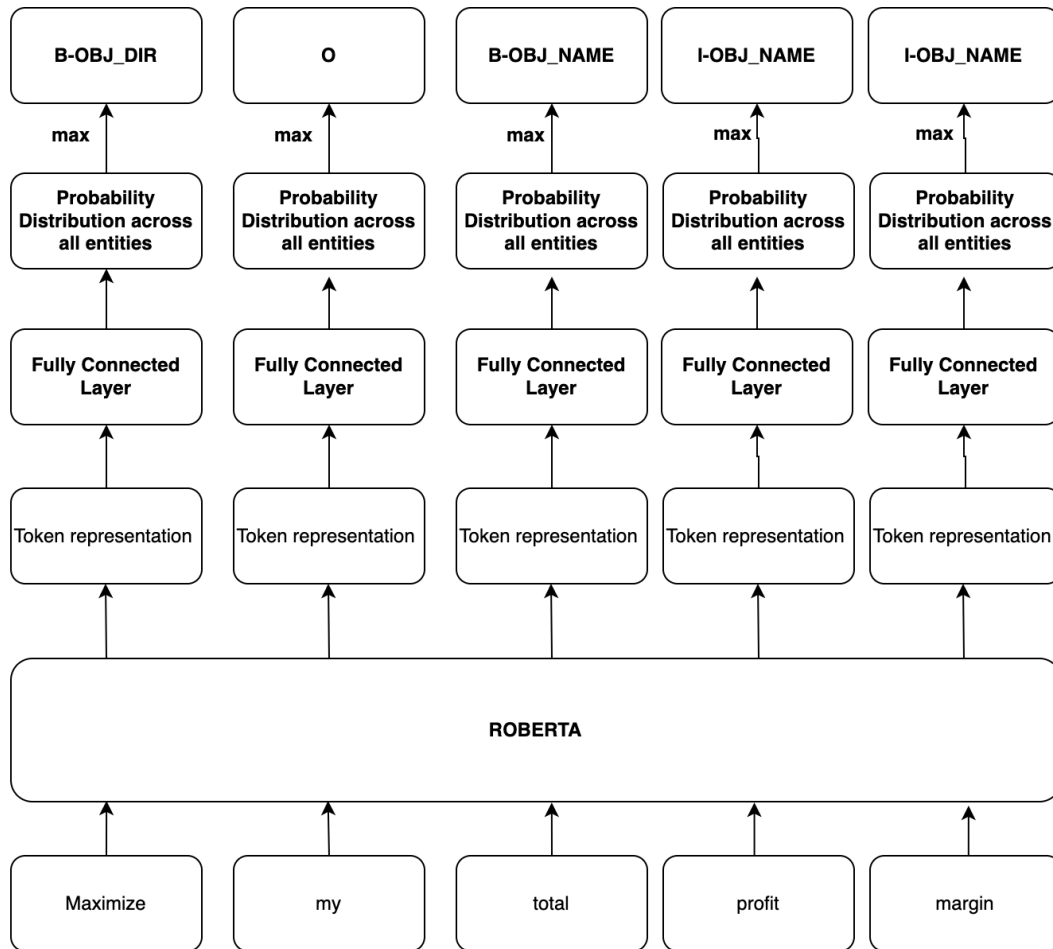 B-OBJ_DIR
O
B-OBJ_NAME
I-OBJ_NAME
I-OBJ_NAME
max
max
max
max
max
Probability
Distribution across
all entities
Probability
Distribution across
all entities
Probability
Distribution across
all entities
Probability
Distribution across
all entities
Probability
Distribution across
all entities
Fully Connected
Layer
Fully Connected
Layer
Fully Connected
Layer
Fully Connected
Layer
Fully Connected
Layer
Token representation
Token representation
Token representation
Token representation
Token representation
ROBERTA
Maximize
my
total
profit
margin